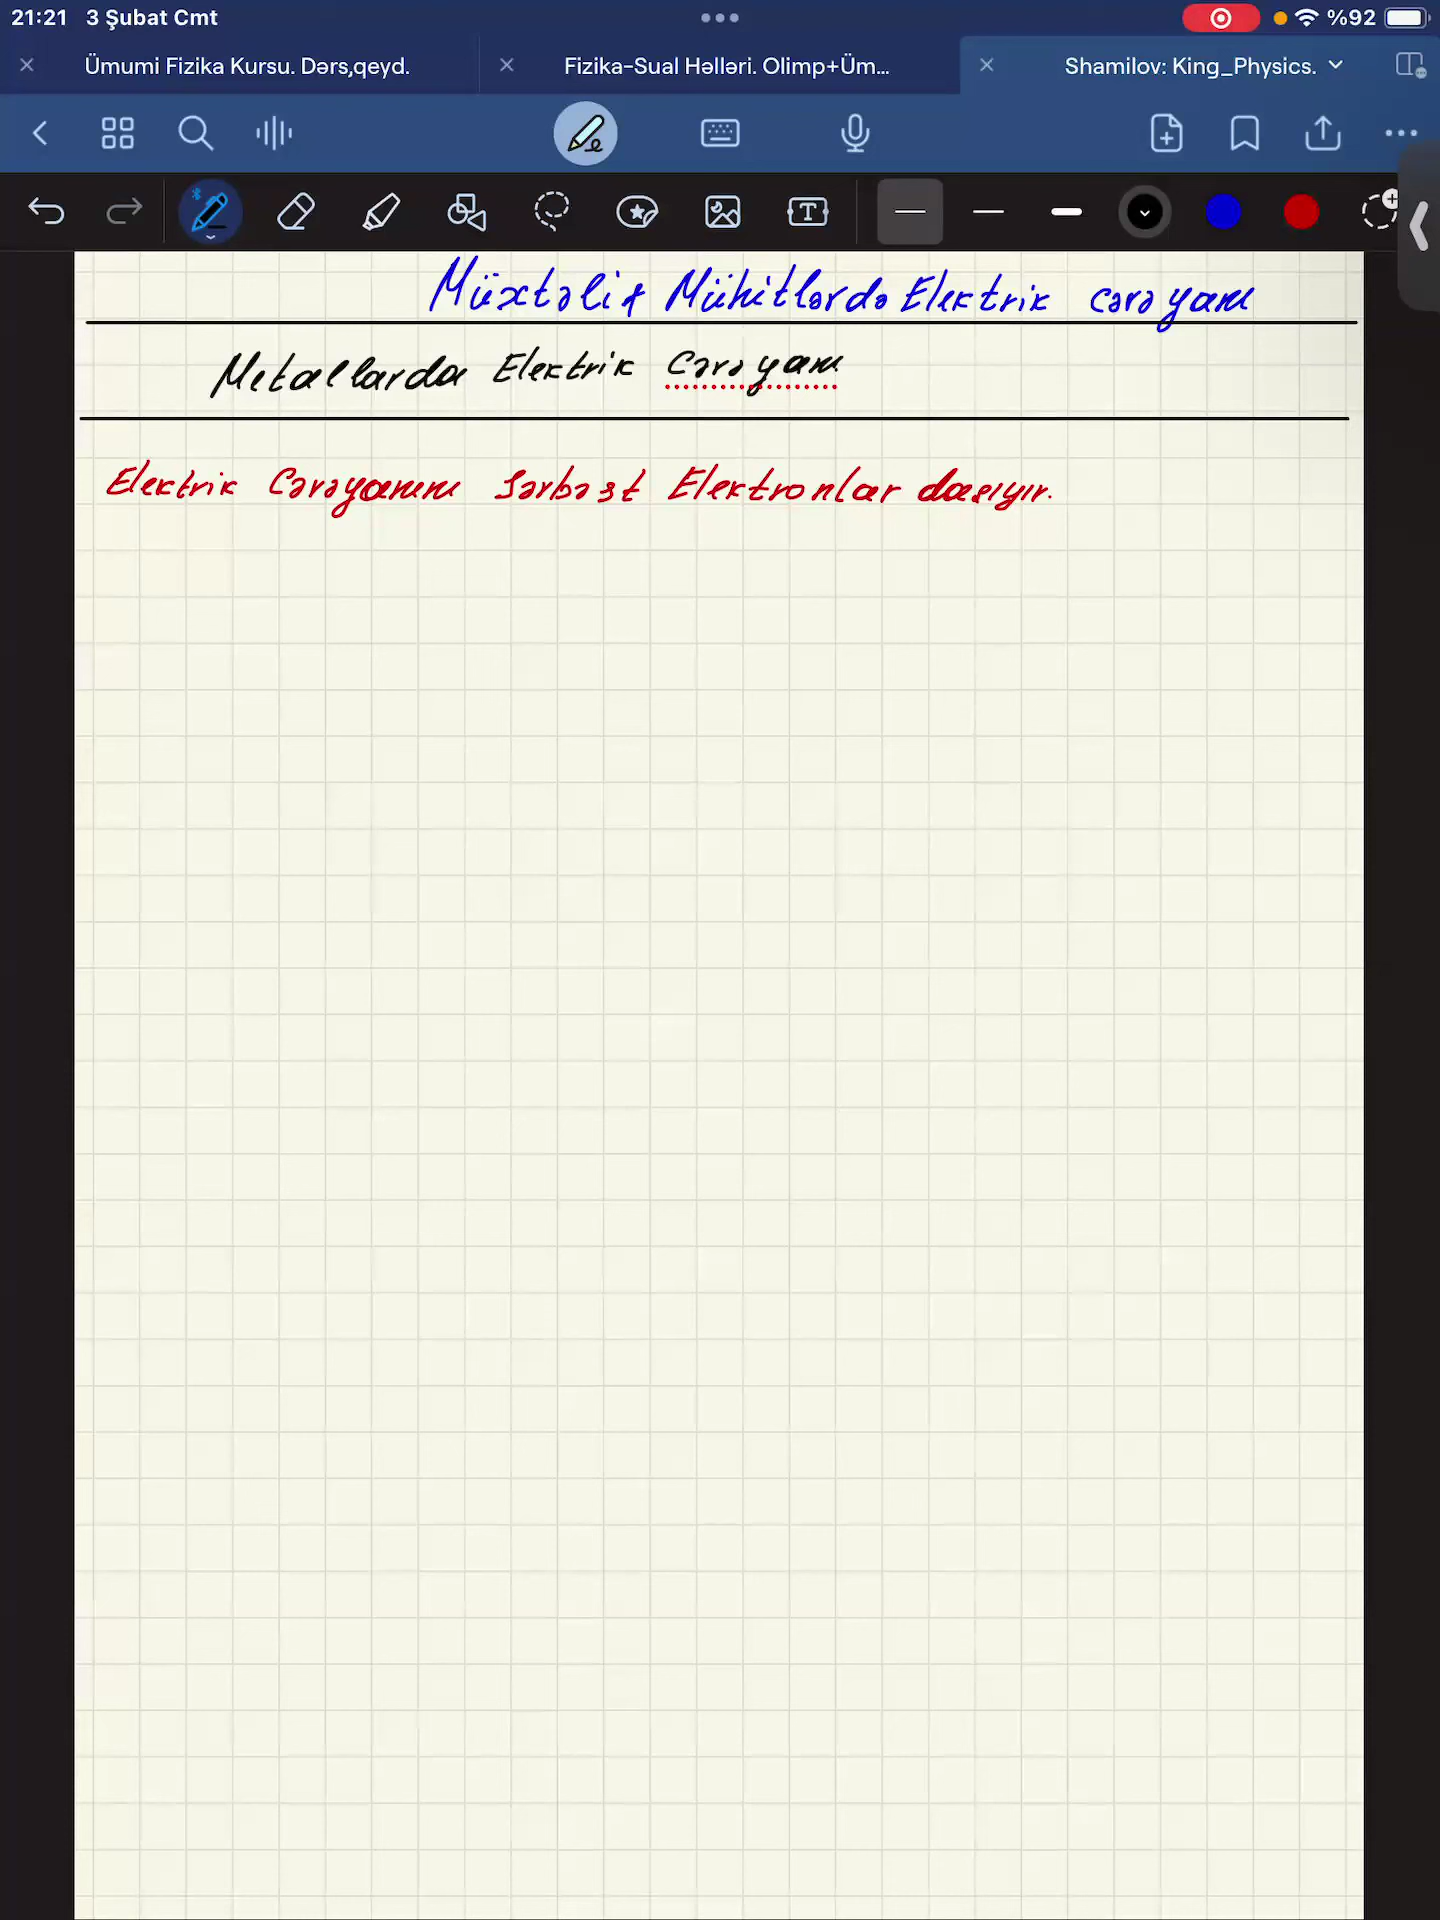 21:21 3 Şubat Cmt %92
Ümumi Fizika Kursu. Dərs,qeyd. Fizika-Sual Həlləri. Olimp+Üm... Shamilov: King_Physics.
Müxtəlif Mühitlərdə Elektrik cərəyanı
Metallarda Elektrik Cərəyanı
Elektrik Cərəyanını Sərbəst Elektronlar daşıyır.